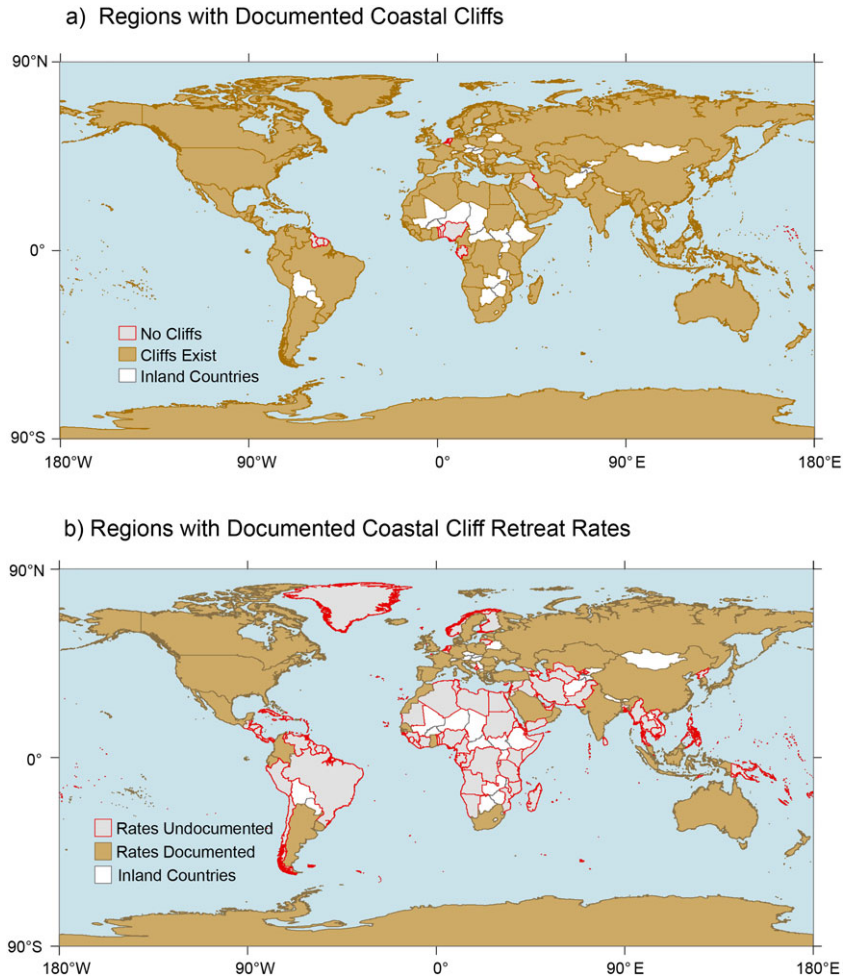 a) Regions with Documented Coastal Cliffs
90°N
0°
No Cliffs
Cliffs Exist
Inland Countries
90°S
180°W
90°W
0°
90° E
180°E
b) Regions with Documented Coastal Cliff Retreat Rates
90°N
0°
Rates Undocumented
Rates Documented
Inland Countries
90°S
180°W
90°W
0°
90°E
180°E